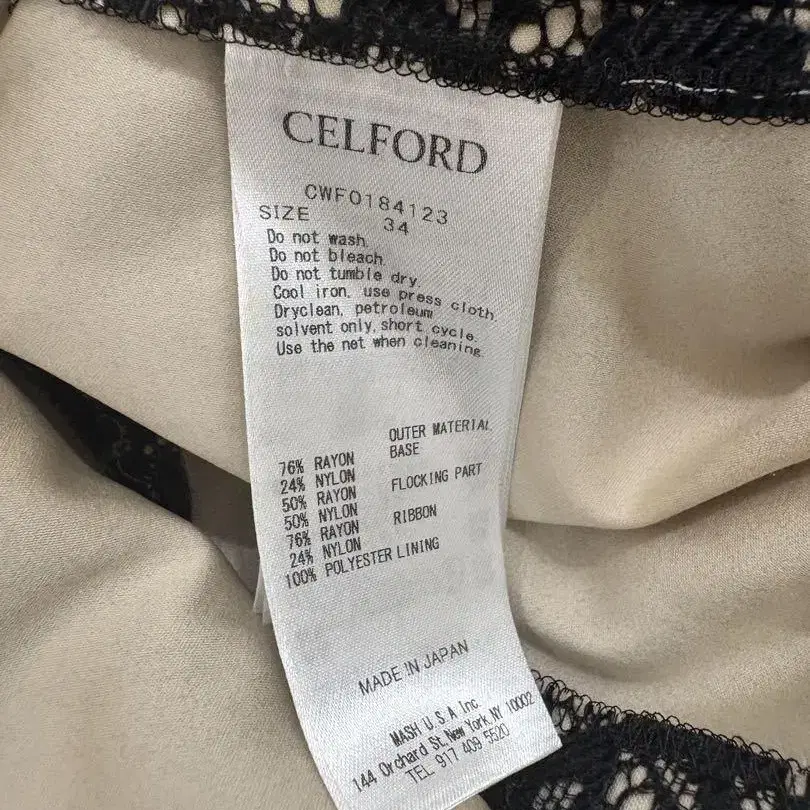 CELFORD
CWFO184123
SIZE 34
Do not wash.
Do not bleach.
Do not tumble dry.
Cool iron, use press cloth.
Dryclean, petroleum
solvent only, short cycle.
Use the net when cleaning.
OUTER MATERIAL
76% RAYON BASE
24% NYLON
50% RAYON FLOCKING PART
50% NYLON
76% RAYON RIBBON
24% NYLON
100% POLYESTER LINING
MADE IN JAPAN
MASH U.S.A Inc.
144 Orchard St, New York, NY 10002
TEL 917 409 5520